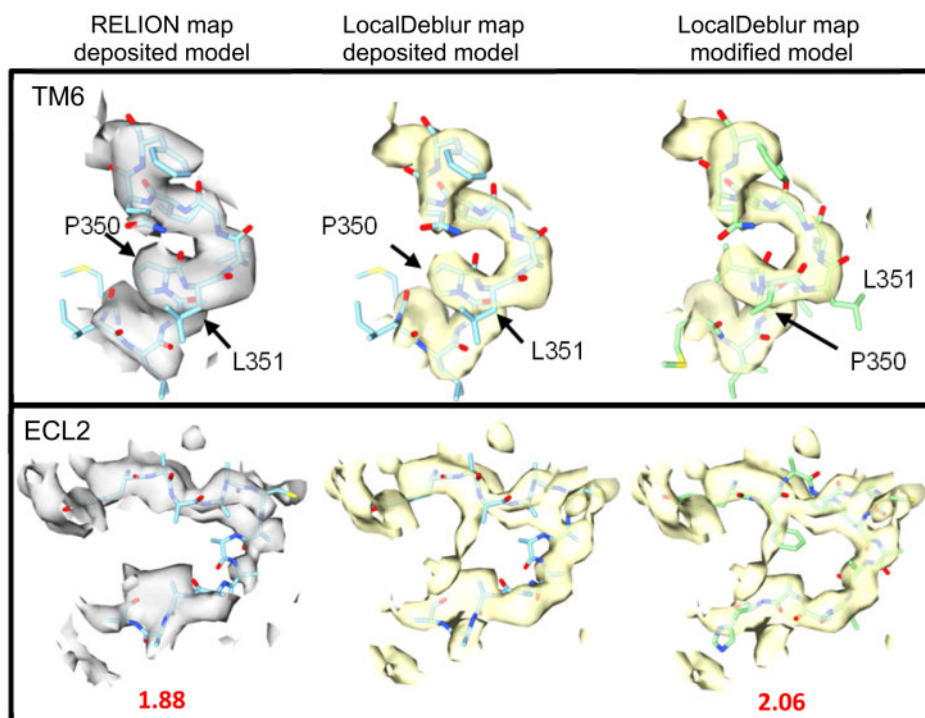 RELION map
deposited model
LocalDeblur map
deposited model
LocalDeblur map
modified model
TM6
P350
L351
P350
L351
L351
P350
ECL2
1.88
2.06